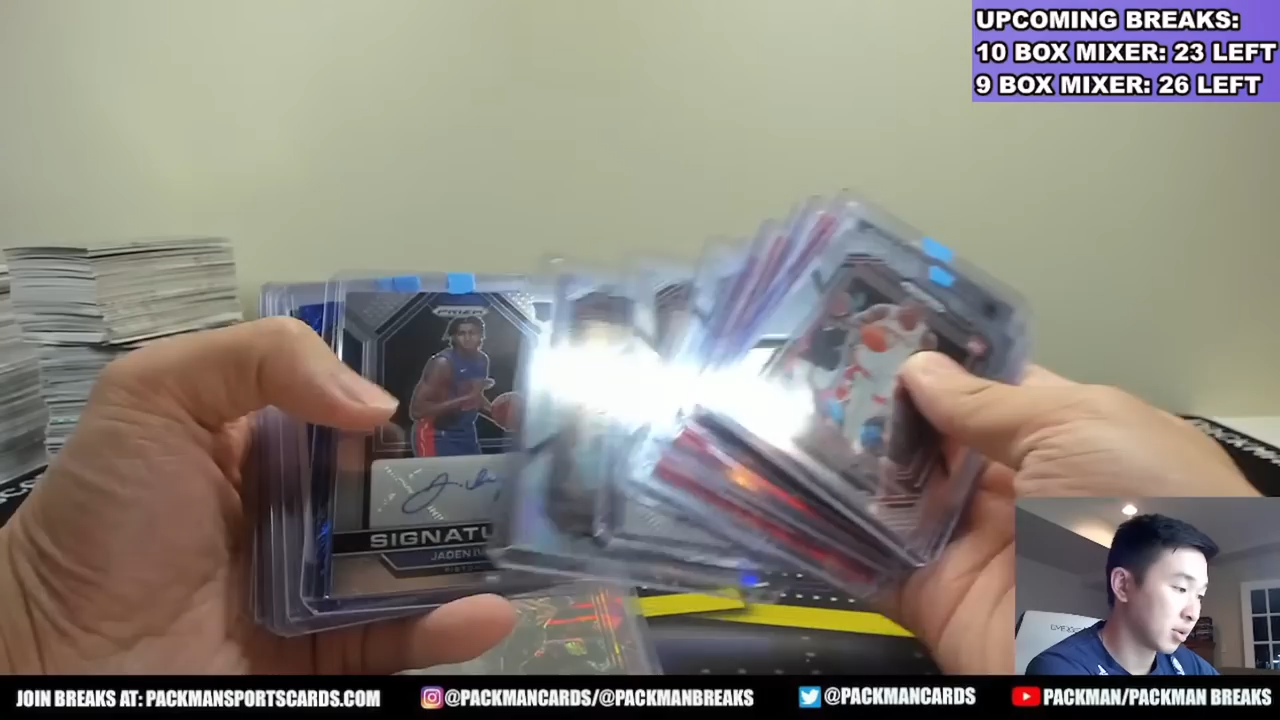 UPCOMING BREAKS:
10 BOX MIXER: 23 LEFT
9 BOX MIXER: 26 LEFT
PRIZM
SIGNATU
JADEN
JOIN BREAKS AT: PACKMANSPORTSCARDS.COM
@PACKMANCARDS/@PACKMANBREAKS
@PACKMANCARDS
PACKMAN/PACKMAN BREAKS